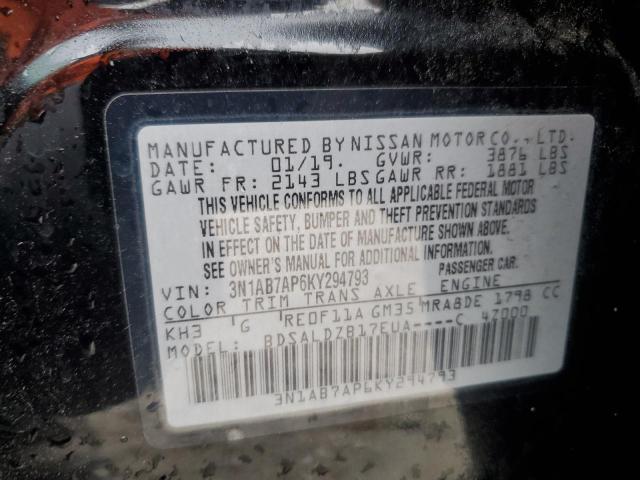 MANUFACTURED BY NISSAN MOTOR CO., LTD.
DATE: 01/19. GVWR: 3876 LBS
GAWR FR: 2143 LBS GAWR RR: 1881 LBS
THIS VEHICLE CONFORMS TO ALL APPLICABLE FEDERAL MOTOR
VEHICLE SAFETY, BUMPER AND THEFT PREVENTION STANDARDS
IN EFFECT ON THE DATE OF MANUFACTURE SHOWN ABOVE.
SEE OWNER'S MANUAL FOR ADDITIONAL INFORMATION.
VIN: 3N1AB7AP6KY294793 PASSENGER CAR.
COLOR TRIM TRANS AXLE ENGINE
KH3 G RE0F11A GM35 MRA8DE 1798 CC
MODEL: BDSALDZB17EUA----C 47000
3N1AB7AP6KY294793